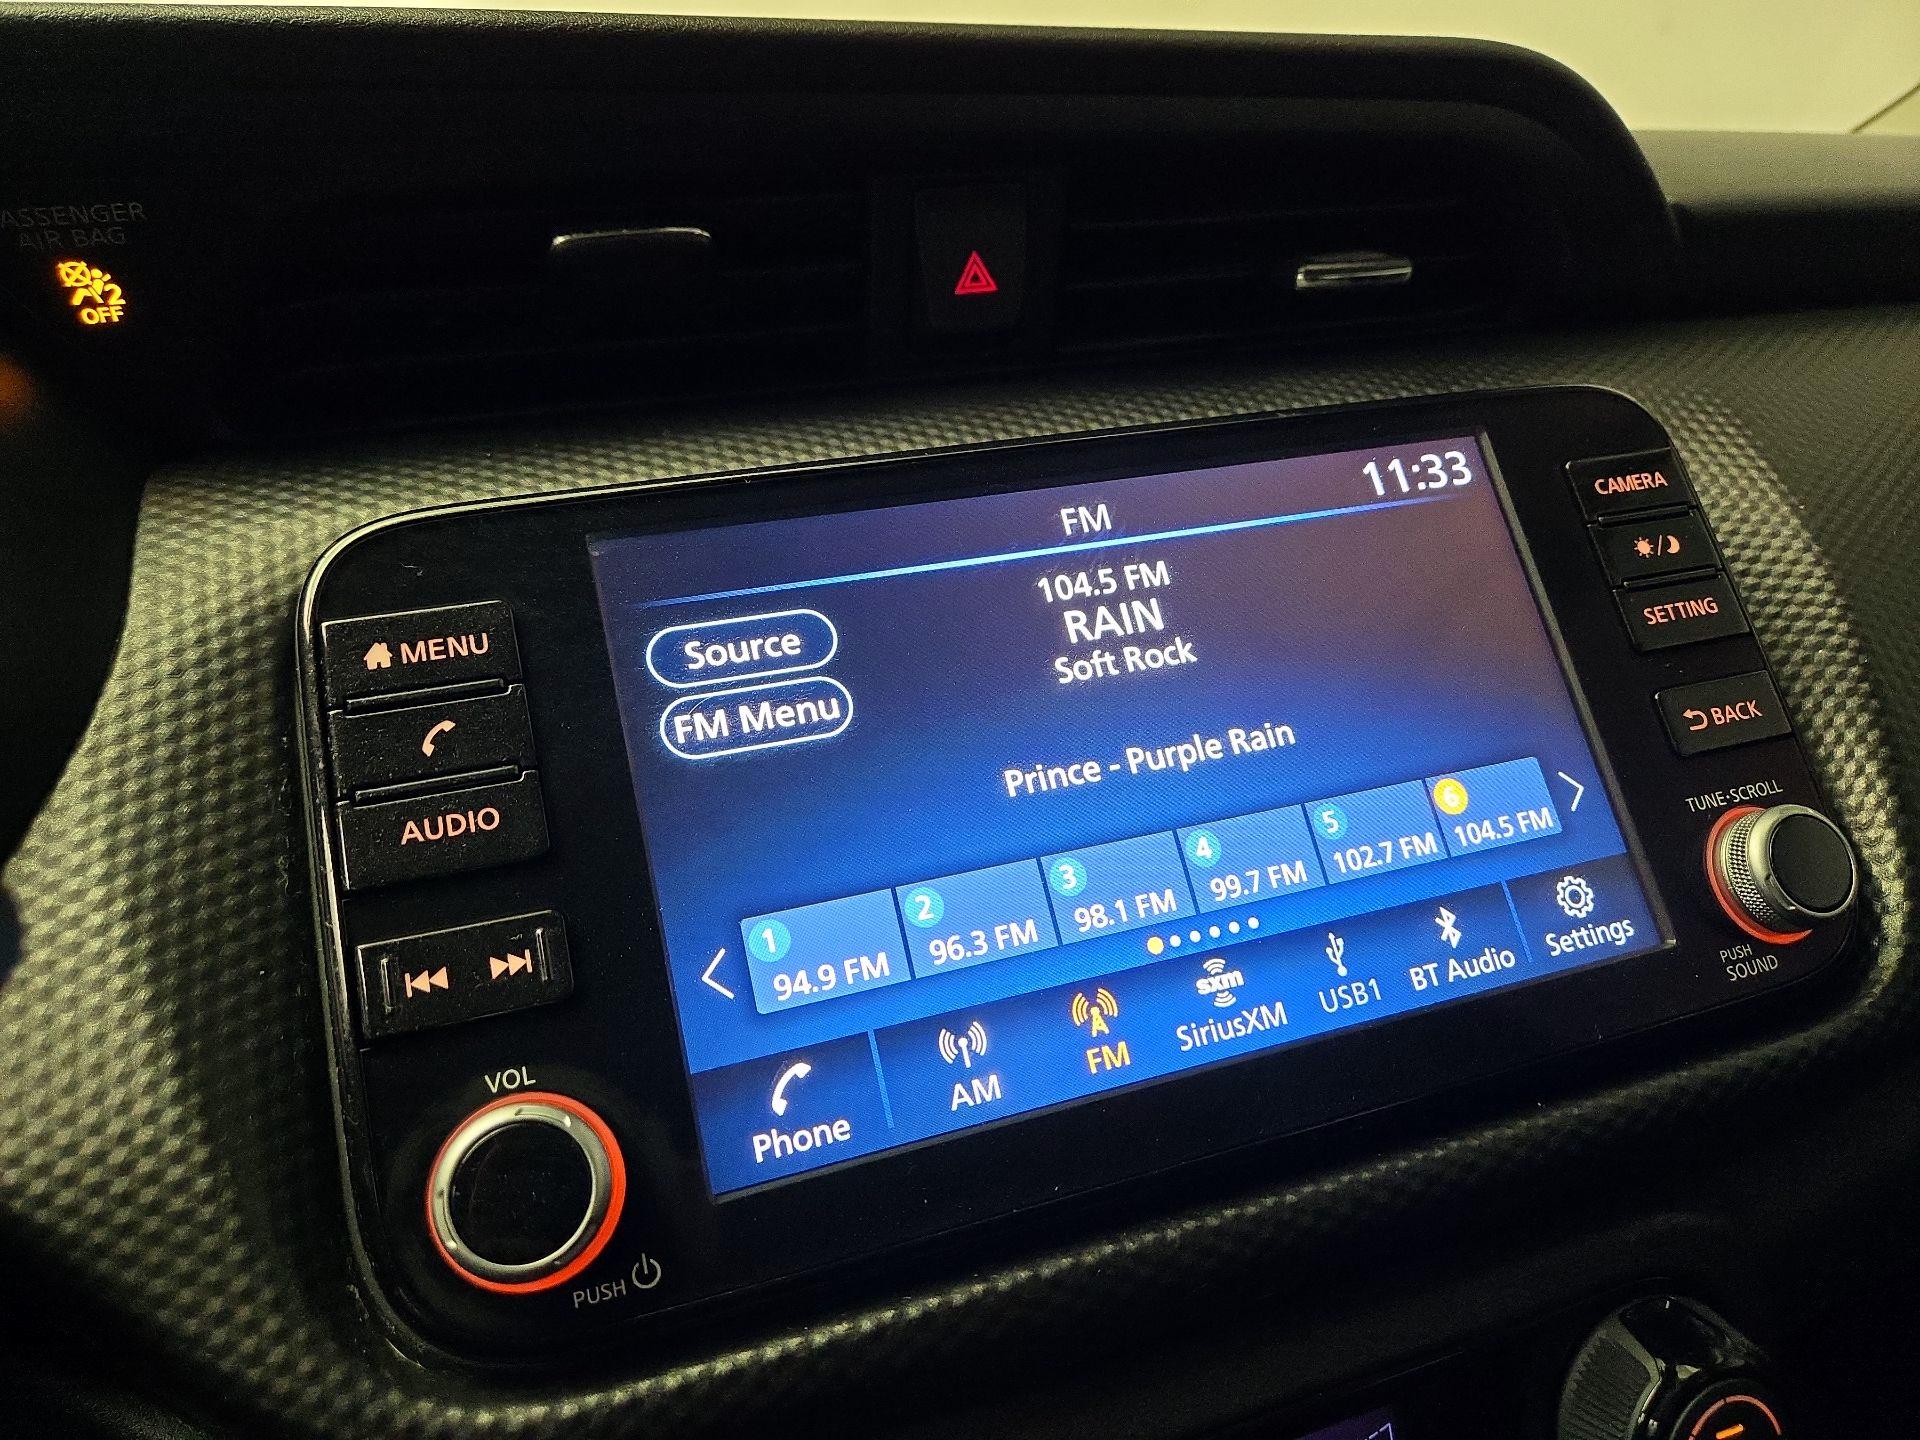 ASSENGER
AIR BAG
2
OFF
11:33
FM
104.5 FM
RAIN
Soft Rock
Source
FM Menu
Prince - Purple Rain
1 94.9 FM
2 96.3 FM
3 98.1 FM
4 99.7 FM
5 102.7 FM
6 104.5 FM
Phone
AM
FM
sxm
SiriusXM
USB1
BT Audio
Settings
MENU
AUDIO
VOL
PUSH
CAMERA
SETTING
BACK
TUNE·SCROLL
PUSH
SOUND